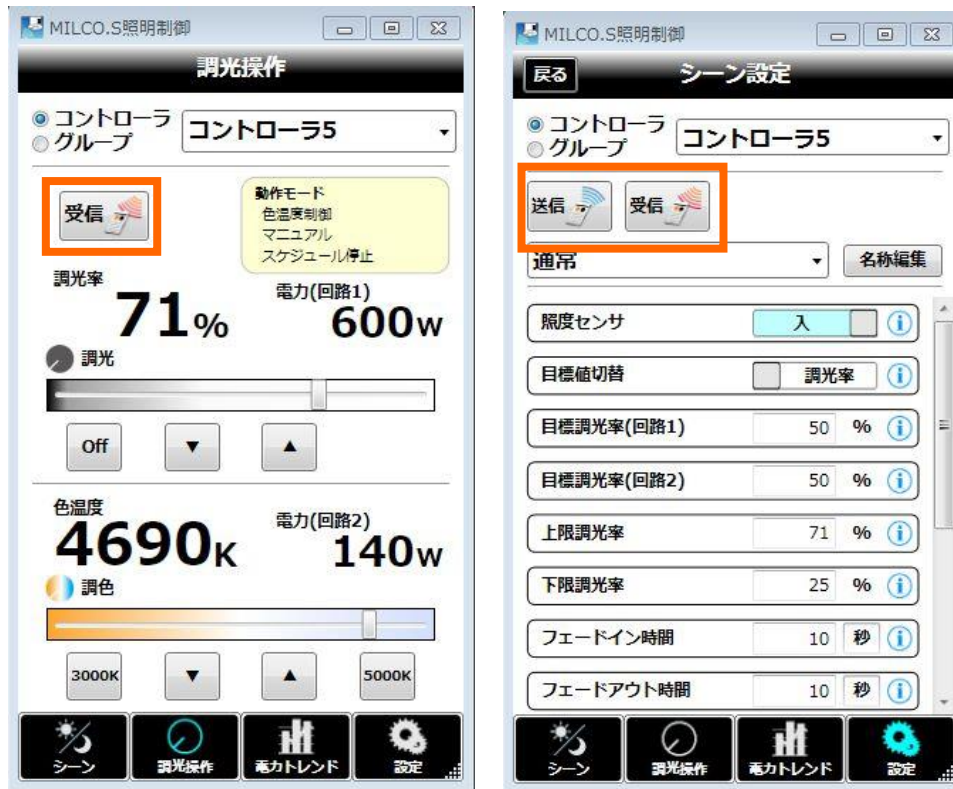 MILCO.S照明制御
調光操作
コントローラ
グループ
コントローラ5
受信
動作モード
色温度制御
マニュアル
スケジュール停止
調光率
71%
電力(回路1)
600W
調光
Off
▼
▲
色温度
4690K
電力(回路2)
140W
調色
3000K
▼
▲
5000K
シーン
調光操作
電力トレンド
設定
MILCO.S照明制御
戻る
シーン設定
コントローラ
グループ
コントローラ5
送信
受信
通常
名称編集
照度センサ 入
目標値切替 調光率
目標調光率(回路1) 50 %
目標調光率(回路2) 50 %
上限調光率 71 %
下限調光率 25 %
フェードイン時間 10 秒
フェードアウト時間 10 秒
シーン
調光操作
電力トレンド
設定